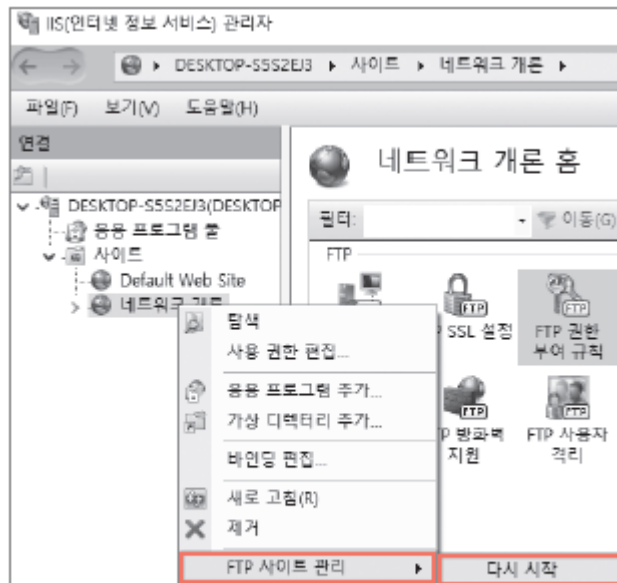 IIS(인터넷 정보 서비스) 관리자
DESKTOP-S5S2EJ3 ▸ 사이트 ▸ 네트워크 개론 ▸
파일(F) 보기(V) 도움말(H)
연결
네트워크 개론 홈
DESKTOP-S5S2EJ3(DESKTOP
응용 프로그램 풀
사이트
Default Web Site
네트워크 개론
필터:
이동(G)
FTP
SSL 설정
FTP 권한
부여 규칙
방화벽
지원
FTP 사용자
격리
탐색
사용 권한 편집...
응용 프로그램 추가...
가상 디렉터리 추가...
바인딩 편집...
새로 고침(R)
제거
FTP 사이트 관리
다시 시작